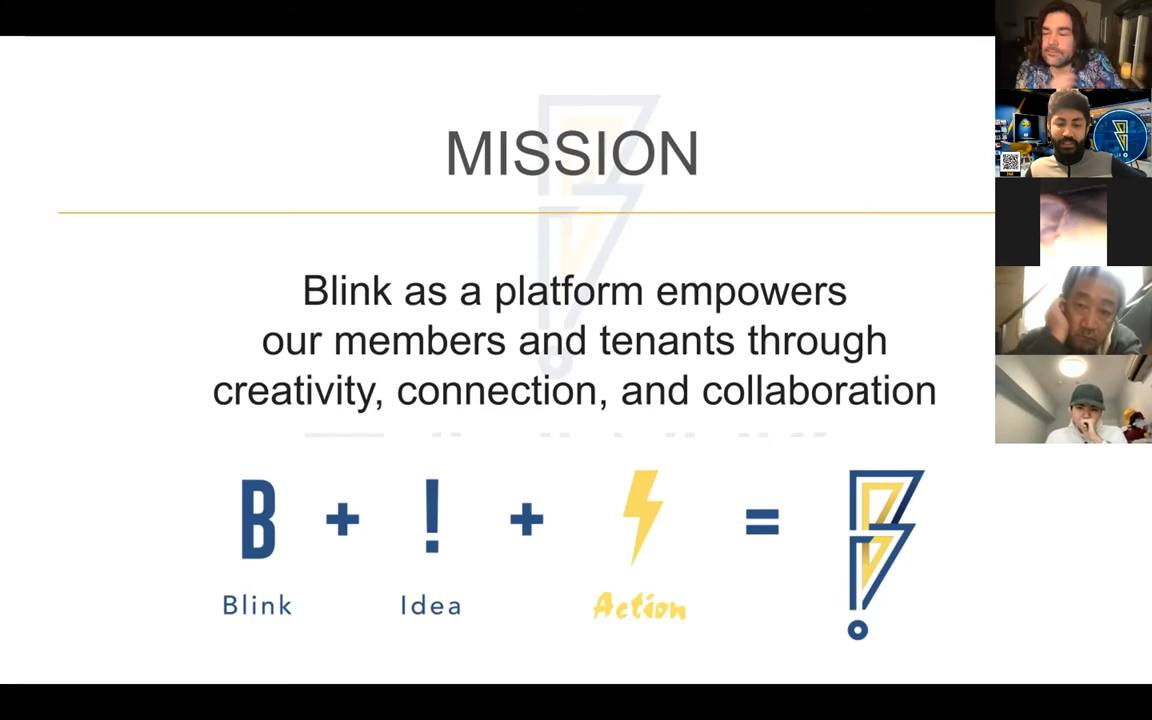 MISSION
Blink as a platform empowers
our members and tenants through
creativity, connection, and collaboration
B + ! + =
Blink Idea Action